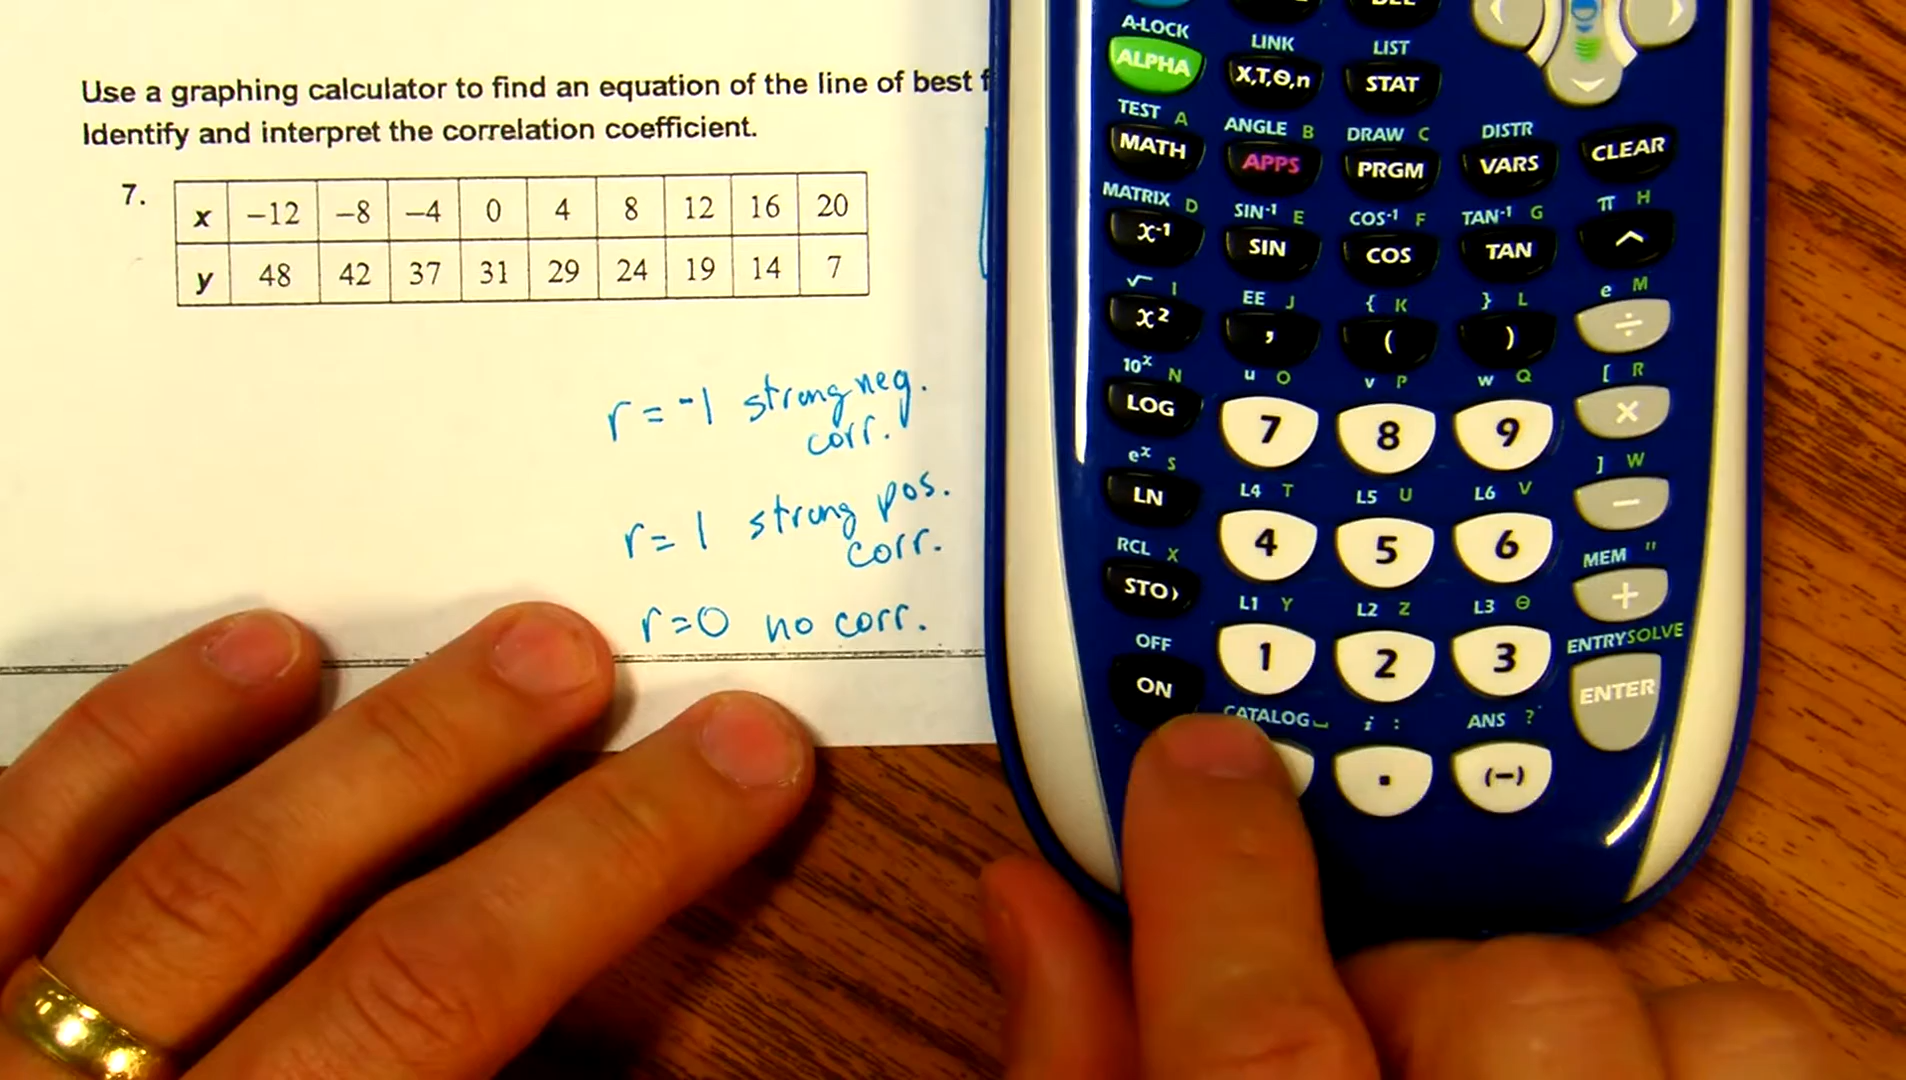 Use a graphing calculator to find an equation of the line of best
Identify and interpret the correlation coefficient.
7.
x −12 −8 −4 0 4 8 12 16 20
y 48 42 37 31 29 24 19 14 7
r = -1 strong neg.
corr.
r = 1 strong pos.
corr.
r=0 no corr.
DEL
A-LOCK LINK LIST
ALPHA X,T,Θ,n STAT
TEST A ANGLE B DRAW C DISTR
MATH APPS PRGM VARS CLEAR
MATRIX D SIN⁻¹ E COS⁻¹ F TAN⁻¹ G π H
x⁻¹ SIN COS TAN ^
√ I EE J { K } L e M
x² , ( ) ÷
10ˣ N u O v P w Q [ R
LOG 7 8 9 ×
eˣ S L4 T L5 U L6 V ] W
LN 4 5 6 −
RCL X L1 Y L2 Z L3 θ MEM "
STO› 1 2 3 +
OFF CATALOG ⎵ i : ANS ? ENTRY SOLVE
ON . (−) ENTER